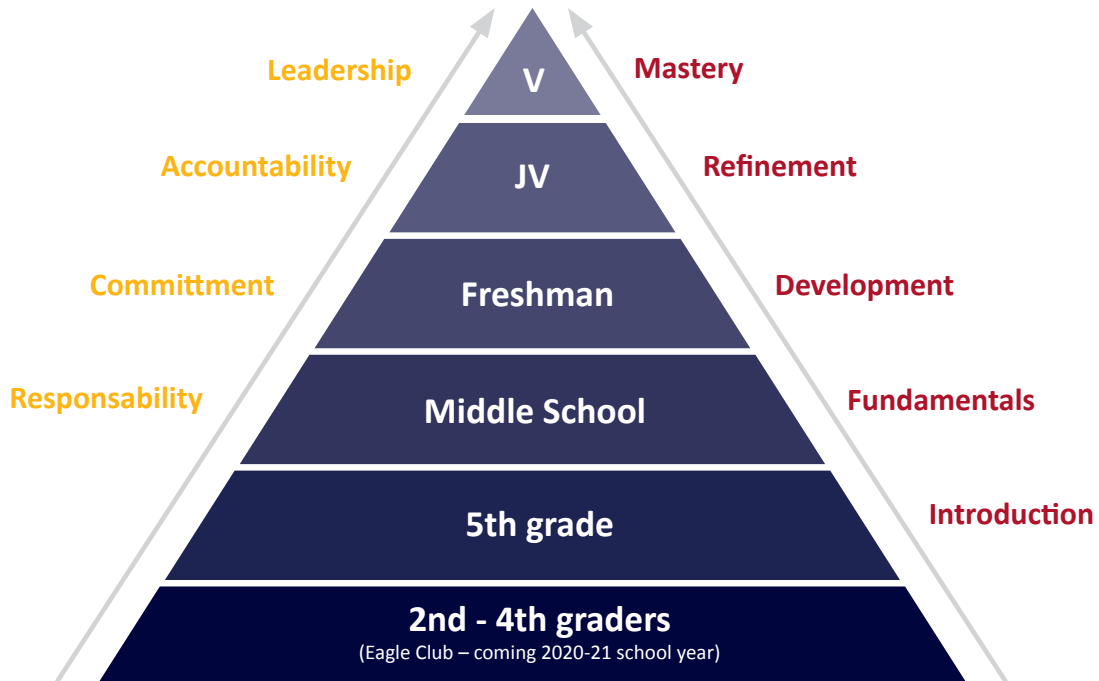 Leadership
V
Mastery
Accountability
JV
Refinement
Committment
Freshman
Development
Responsability
Middle School
Fundamentals
5th grade
Introduction
2nd - 4th graders
(Eagle Club – coming 2020-21 school year)